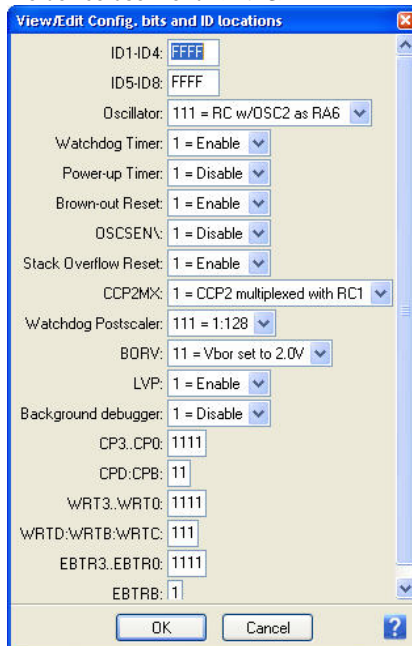 View/Edit Config. bits and ID locations
ID1-ID4: FFFF
ID5-ID8: FFFF
Oscillator: 111 = RC w/OSC2 as RA6
Watchdog Timer: 1 = Enable
Power-up Timer: 1 = Disable
Brown-out Reset: 1 = Enable
OSCSEN\: 1 = Disable
Stack Overflow Reset: 1 = Enable
CCP2MX: 1 = CCP2 multiplexed with RC1
Watchdog Postscaler: 111 = 1:128
BORV: 11 = Vbor set to 2.0V
LVP: 1 = Enable
Background debugger: 1 = Disable
CP3..CP0: 1111
CPD:CPB: 11
WRT3..WRT0: 1111
WRTD:WRTB:WRTC: 111
EBTR3..EBTR0: 1111
EBTRB: 1
OK Cancel ?